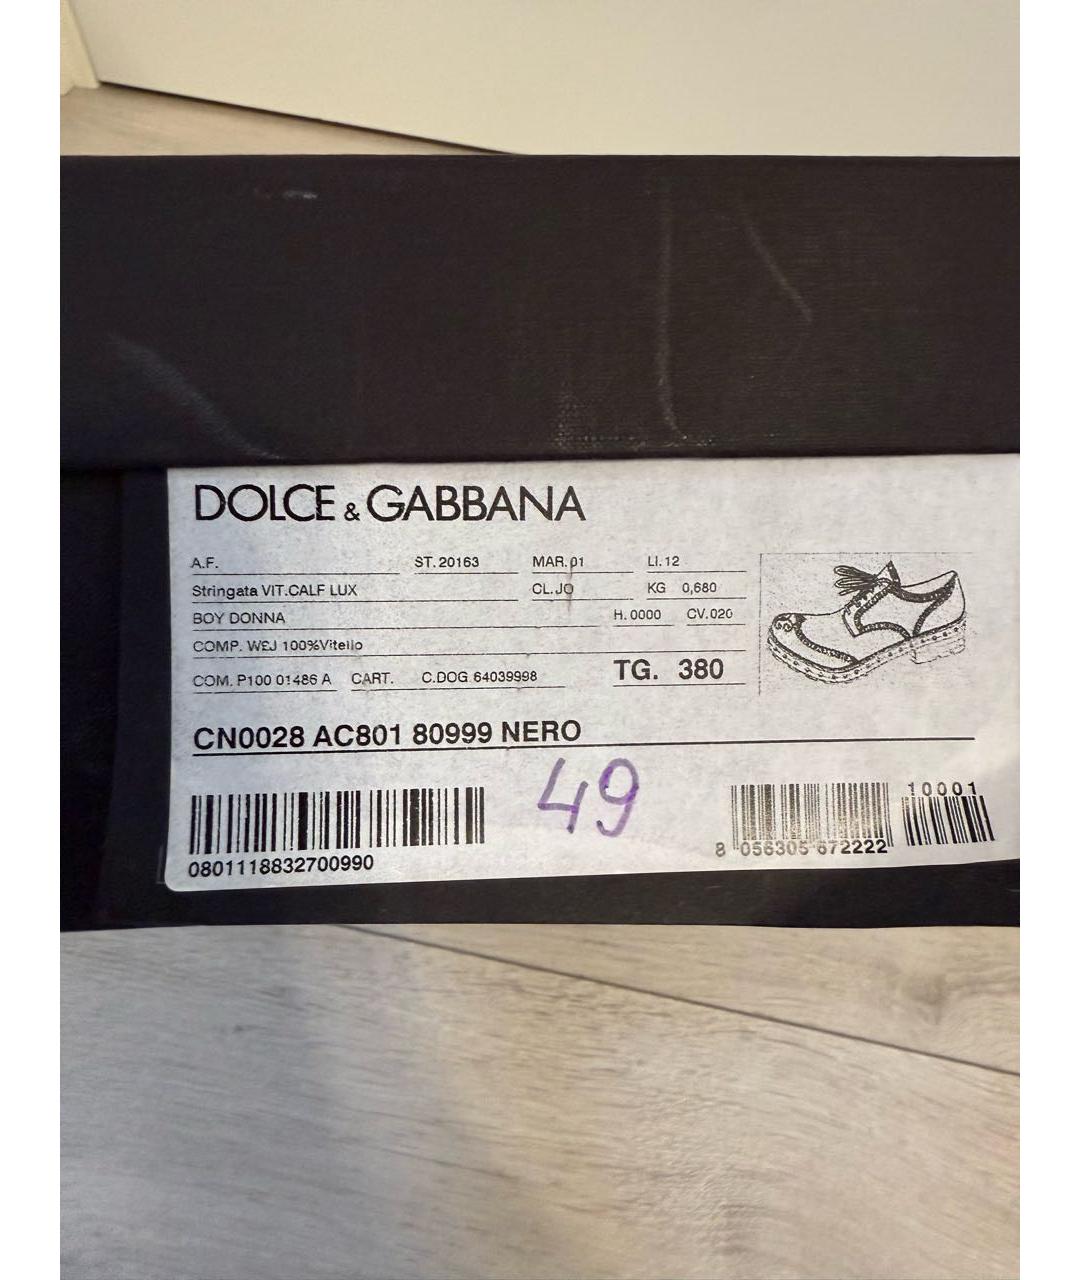 DOLCE & GABBANA
A.F. ST. 20163 MAR. 01 LI. 12
Stringata VIT.CALF LUX CL.JO KG 0,680
BOY DONNA H. 0000 CV.020
COMP. WEJ 100%Vitello
COM. P100 01486 A CART. C.DOG 64039998 TG. 380
CN0028 AC801 80999 NERO
49
10001
0801118832700990
8 056305 672222